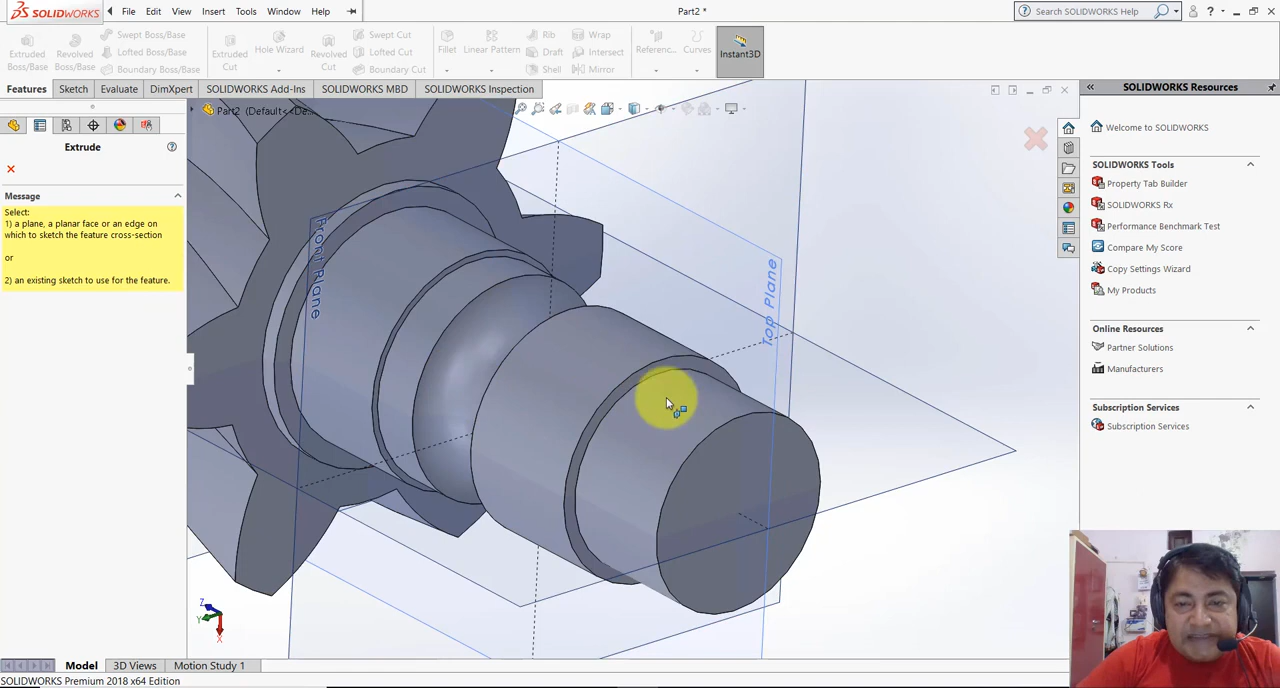 SOLIDWORKS File Edit View Insert Tools Window Help Part2 * Search SOLIDWORKS Help ?
Extruded Boss/Base Revolved Boss/Base Swept Boss/Base Lofted Boss/Base Boundary Boss/Base Extruded Cut Hole Wizard Revolved Cut Swept Cut Lofted Cut Boundary Cut Fillet Linear Pattern Rib Draft Shell Wrap Intersect Mirror Referenc... Curves Instant3D
Features Sketch Evaluate DimXpert SOLIDWORKS Add-Ins SOLIDWORKS MBD SOLIDWORKS Inspection
SOLIDWORKS Resources
Part2 (Default<<De...
Extrude
Message
Select:
1) a plane, a planar face or an edge on
which to sketch the feature cross-section
or
2) an existing sketch to use for the feature.
Front Plane
Top Plane
Z
Y
X
Welcome to SOLIDWORKS
SOLIDWORKS Tools
Property Tab Builder
SOLIDWORKS Rx
Performance Benchmark Test
Compare My Score
Copy Settings Wizard
My Products
Online Resources
Partner Solutions
Manufacturers
Subscription Services
Subscription Services
Model 3D Views Motion Study 1
SOLIDWORKS Premium 2018 x64 Edition